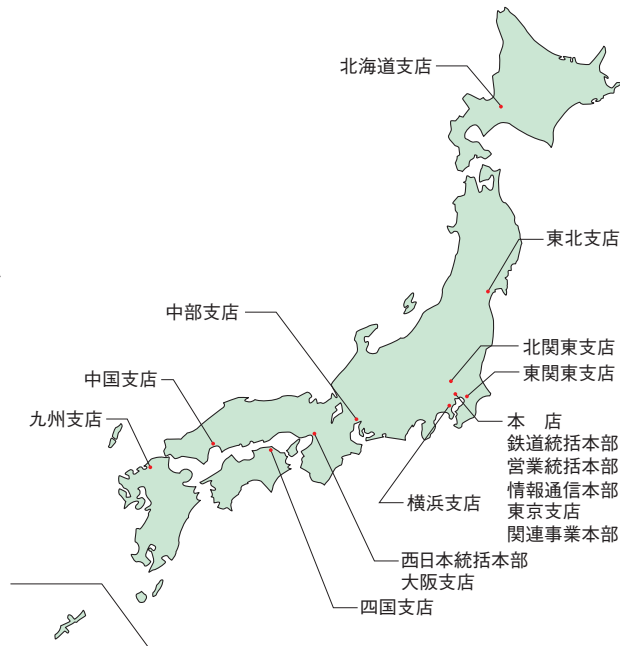 北海道支店
東北支店
中部支店
北関東支店
東関東支店
中国支店
九州支店
本　店
鉄道統括本部
営業統括本部
情報通信本部
東京支店
関連事業本部
横浜支店
西日本統括本部
大阪支店
四国支店